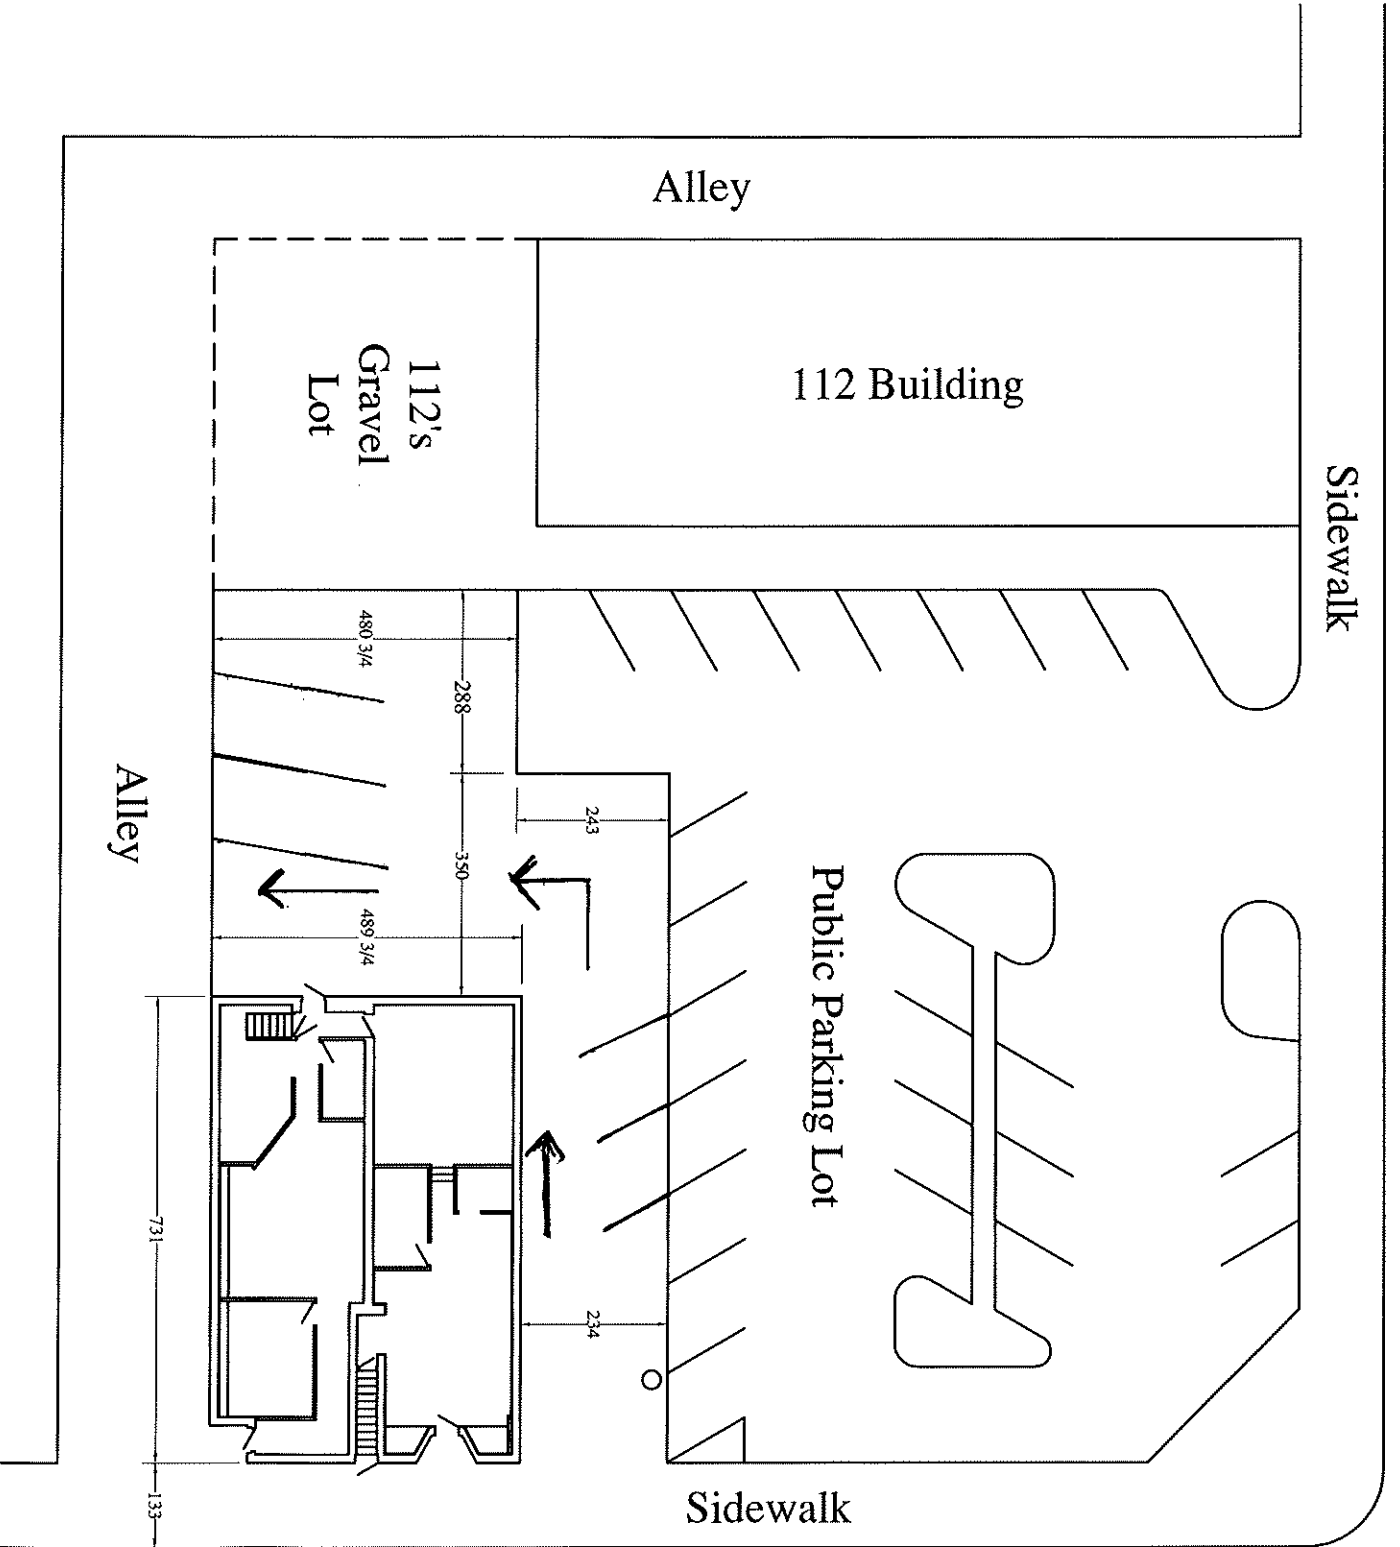 Alley
112 Building
112's
Gravel
Lot
Sidewalk
480 3/4
288
243
350
489 3/4
Alley
Public Parking Lot
731
234
133
Sidewalk